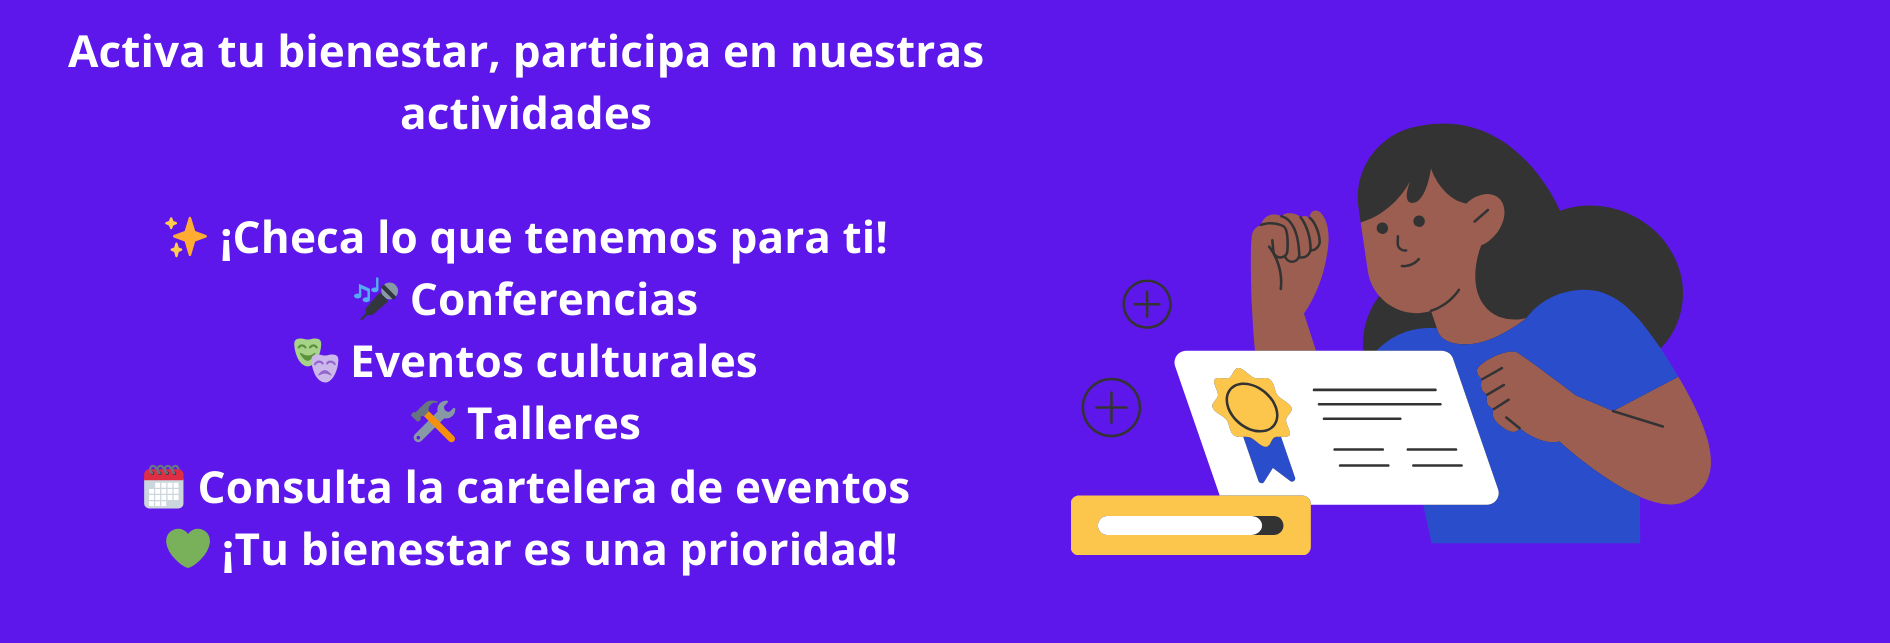 Activa tu bienestar, participa en nuestras
actividades
✨ ¡Checa lo que tenemos para ti!
🎤 Conferencias
🎭 Eventos culturales
🛠️ Talleres
🗓️ Consulta la cartelera de eventos
💚 ¡Tu bienestar es una prioridad!